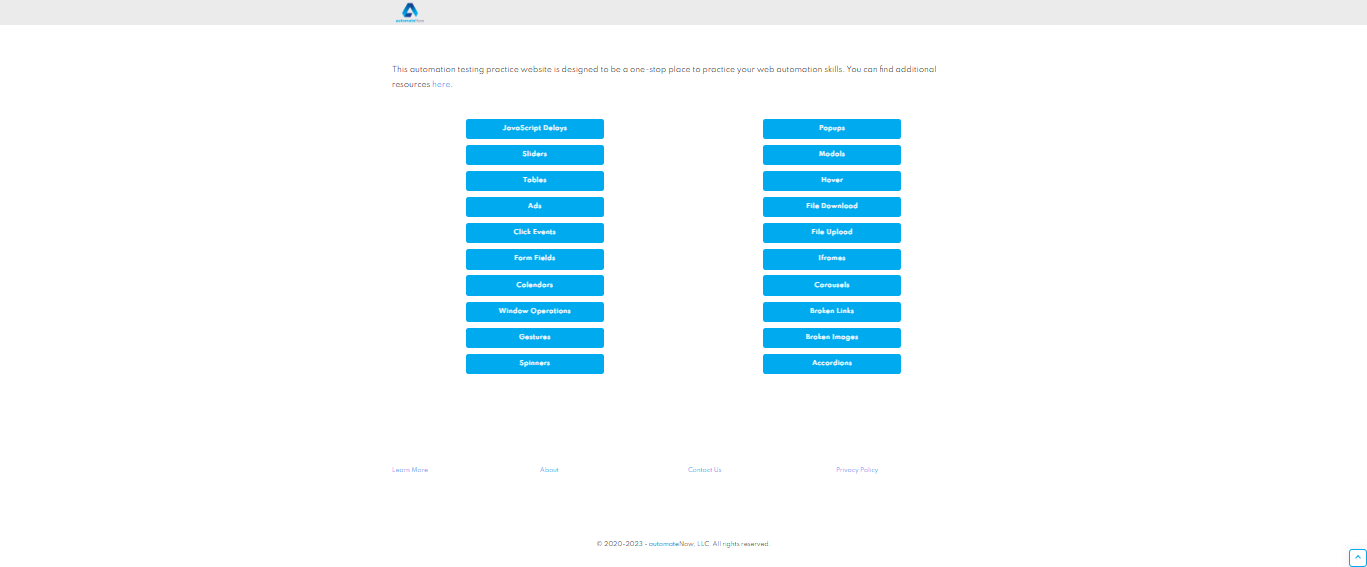 automateNow
This automation testing practice website is designed to be a one-stop place to practice your web automation skills. You can find additional
resources here.
JavaScript Delays
Popups
Sliders
Modals
Tables
Hover
Ads
File Download
Click Events
File Upload
Form Fields
Iframes
Calendars
Carousels
Window Operations
Broken Links
Gestures
Broken Images
Spinners
Accordions
Learn More
About
Contact Us
Privacy Policy
© 2020-2023 - automateNow, LLC. All rights reserved.